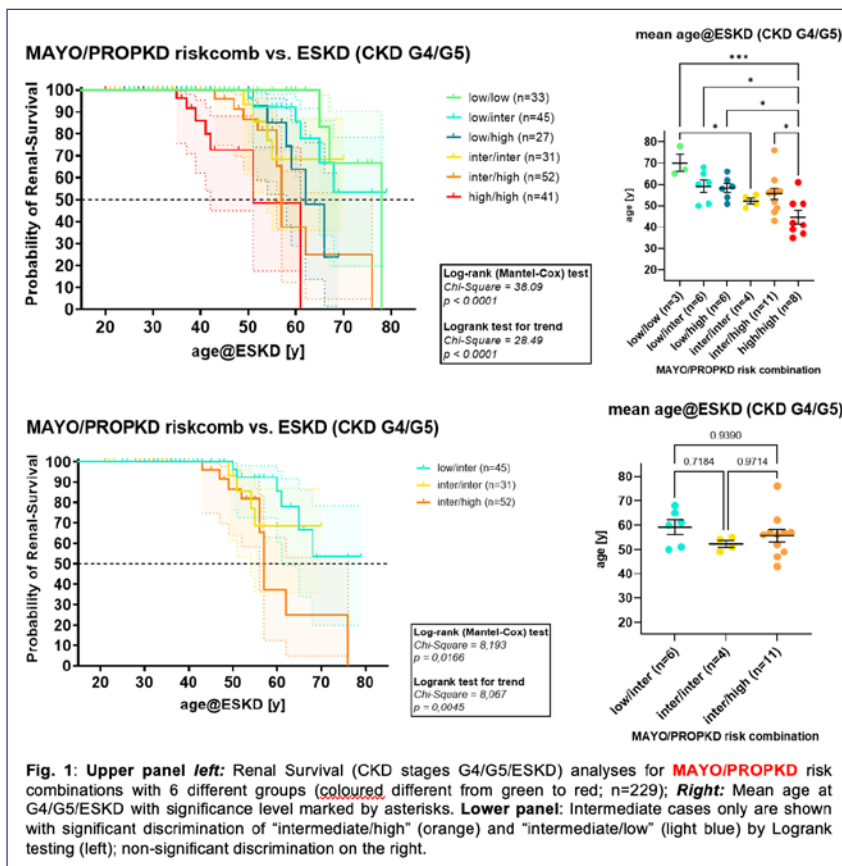 MAYO/PROPKD riskcomb vs. ESKD (CKD G4/G5)
Probability of Renal-Survival
100
90
80
70
60
50
40
30
20
10
0
20 30 40 50 60 70 80
age@ESKD [y]
low/low (n=33)
low/inter (n=45)
low/high (n=27)
inter/inter (n=31)
inter/high (n=52)
high/high (n=41)
Log-rank (Mantel-Cox) test
Chi-Square = 38.09
p < 0.0001
Logrank test for trend
Chi-Square = 28.49
p < 0.0001
mean age@ESKD (CKD G4/G5)
***
*
*
* *
age [y]
80
70
60
50
40
30
20
low/low (n=3)
low/inter (n=6)
low/high (n=6)
inter/inter (n=4)
inter/high (n=11)
high/high (n=8)
MAYO/PROPKD risk combination
MAYO/PROPKD riskcomb vs. ESKD (CKD G4/G5)
Probability of Renal-Survival
100
90
80
70
60
50
40
30
20
10
0
20 30 40 50 60 70 80
age@ESKD [y]
low/inter (n=45)
inter/inter (n=31)
inter/high (n=52)
Log-rank (Mantel-Cox) test
Chi-Square = 8,193
p = 0,0166
Logrank test for trend
Chi-Square = 8,067
p = 0,0045
mean age@ESKD (CKD G4/G5)
0.9390
0.7184 0.9714
age [y]
80
70
60
50
40
30
20
low/inter (n=6)
inter/inter (n=4)
inter/high (n=11)
MAYO/PROPKD risk combination
Fig. 1: Upper panel left: Renal Survival (CKD stages G4/G5/ESKD) analyses for MAYO/PROPKD risk
combinations with 6 different groups (coloured different from green to red; n=229); Right: Mean age at
G4/G5/ESKD with significance level marked by asterisks. Lower panel: Intermediate cases only are shown
with significant discrimination of “intermediate/high” (orange) and “intermediate/low” (light blue) by Logrank
testing (left); non-significant discrimination on the right.